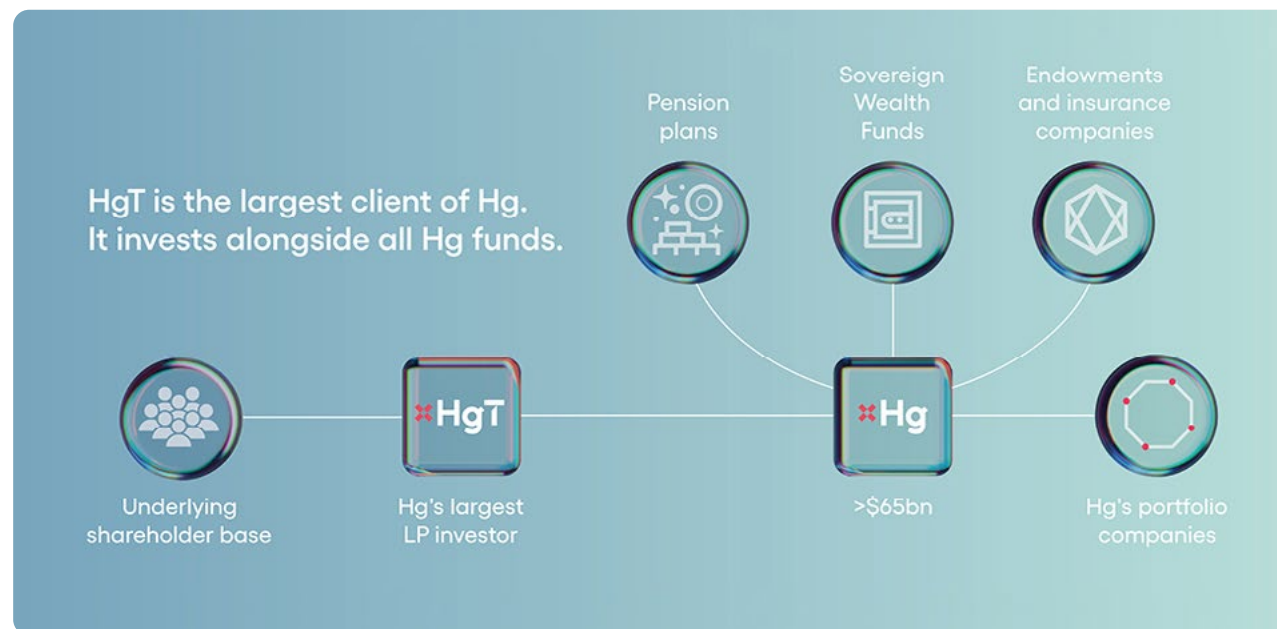 Pension
plans
Sovereign
Wealth
Funds
Endowments
and insurance
companies
HgT is the largest client of Hg.
It invests alongside all Hg funds.
HgT
Hg
Underlying
shareholder base
Hg's largest
LP investor
>$65bn
Hg's portfolio
companies